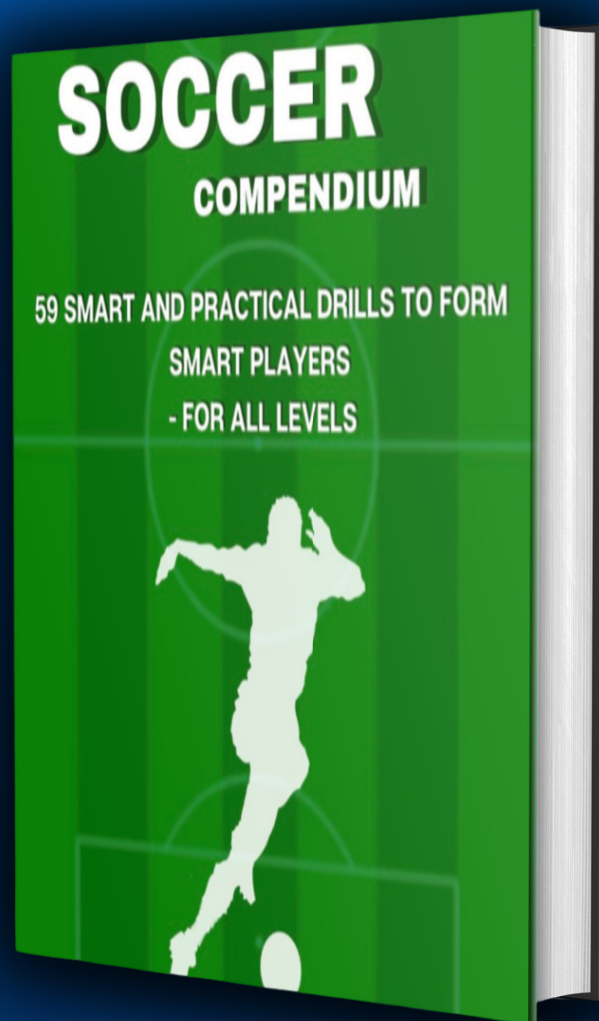 SOCCER
COMPENDIUM
59 SMART AND PRACTICAL DRILLS TO FORM
SMART PLAYERS
- FOR ALL LEVELS